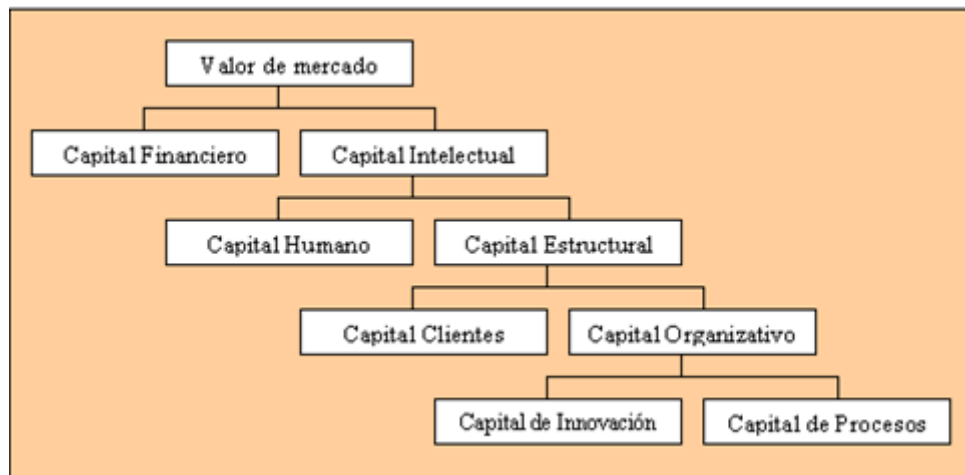 Valor de mercado
Capital Financiero
Capital Intelectual
Capital Humano
Capital Estructural
Capital Clientes
Capital Organizativo
Capital de Innovación
Capital de Procesos